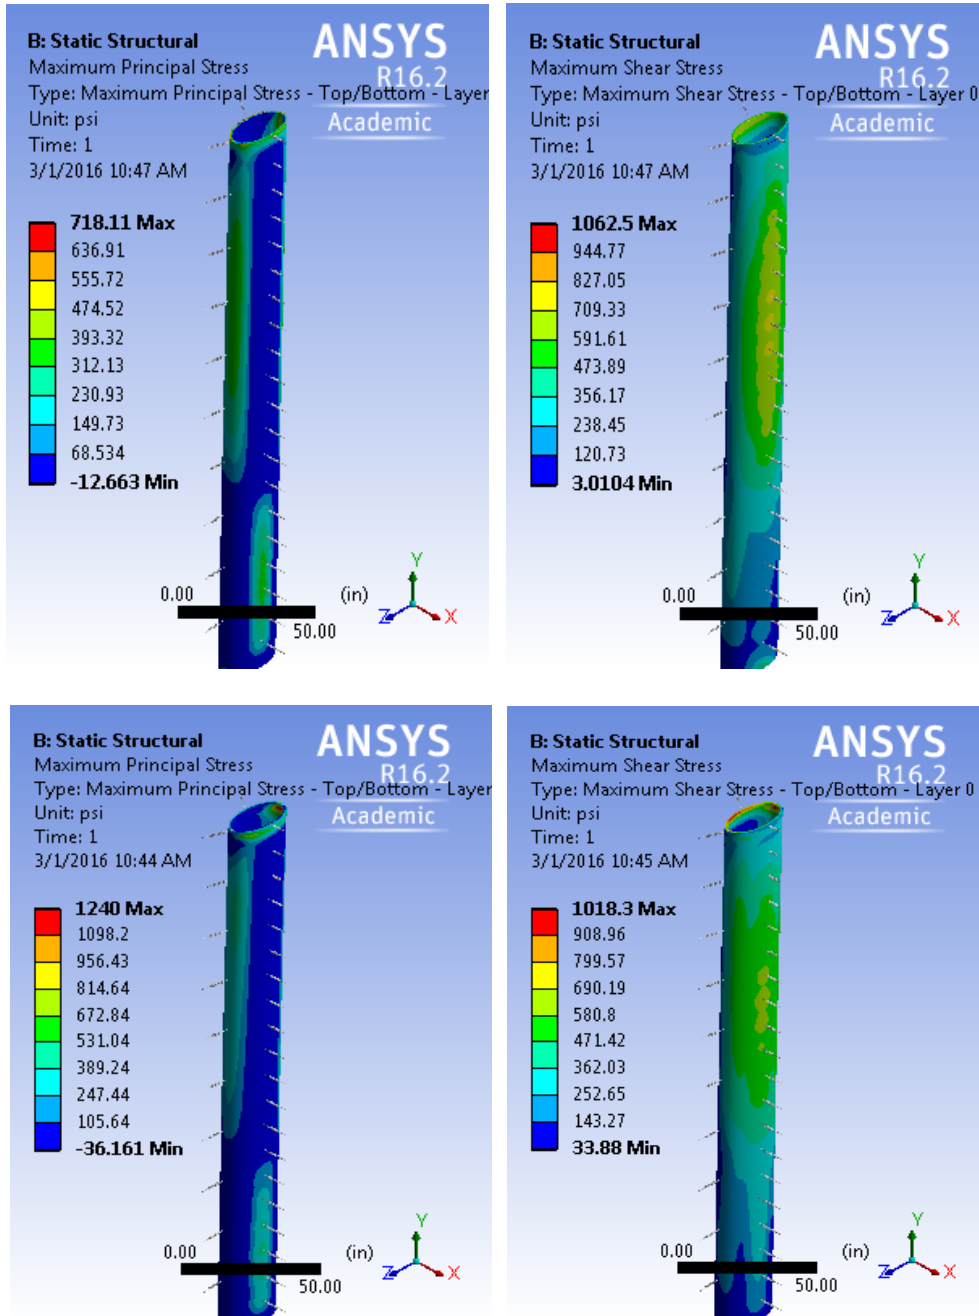 B: Static Structural
Maximum Principal Stress
Type: Maximum Principal Stress - Top/Bottom - Layer
Unit: psi
Time: 1
3/1/2016 10:47 AM
ANSYS
R16.2
Academic
718.11 Max
636.91
555.72
474.52
393.32
312.13
230.93
149.73
68.534
-12.663 Min
0.00
50.00
(in)
Y
Z
X
B: Static Structural
Maximum Shear Stress
Type: Maximum Shear Stress - Top/Bottom - Layer 0
Unit: psi
Time: 1
3/1/2016 10:47 AM
ANSYS
R16.2
Academic
1062.5 Max
944.77
827.05
709.33
591.61
473.89
356.17
238.45
120.73
3.0104 Min
0.00
50.00
(in)
Y
Z
X
B: Static Structural
Maximum Principal Stress
Type: Maximum Principal Stress - Top/Bottom - Layer
Unit: psi
Time: 1
3/1/2016 10:44 AM
ANSYS
R16.2
Academic
1240 Max
1098.2
956.43
814.64
672.84
531.04
389.24
247.44
105.64
-36.161 Min
0.00
50.00
(in)
Y
Z
X
B: Static Structural
Maximum Shear Stress
Type: Maximum Shear Stress - Top/Bottom - Layer 0
Unit: psi
Time: 1
3/1/2016 10:45 AM
ANSYS
R16.2
Academic
1018.3 Max
908.96
799.57
690.19
580.8
471.42
362.03
252.65
143.27
33.88 Min
0.00
50.00
(in)
Y
Z
X